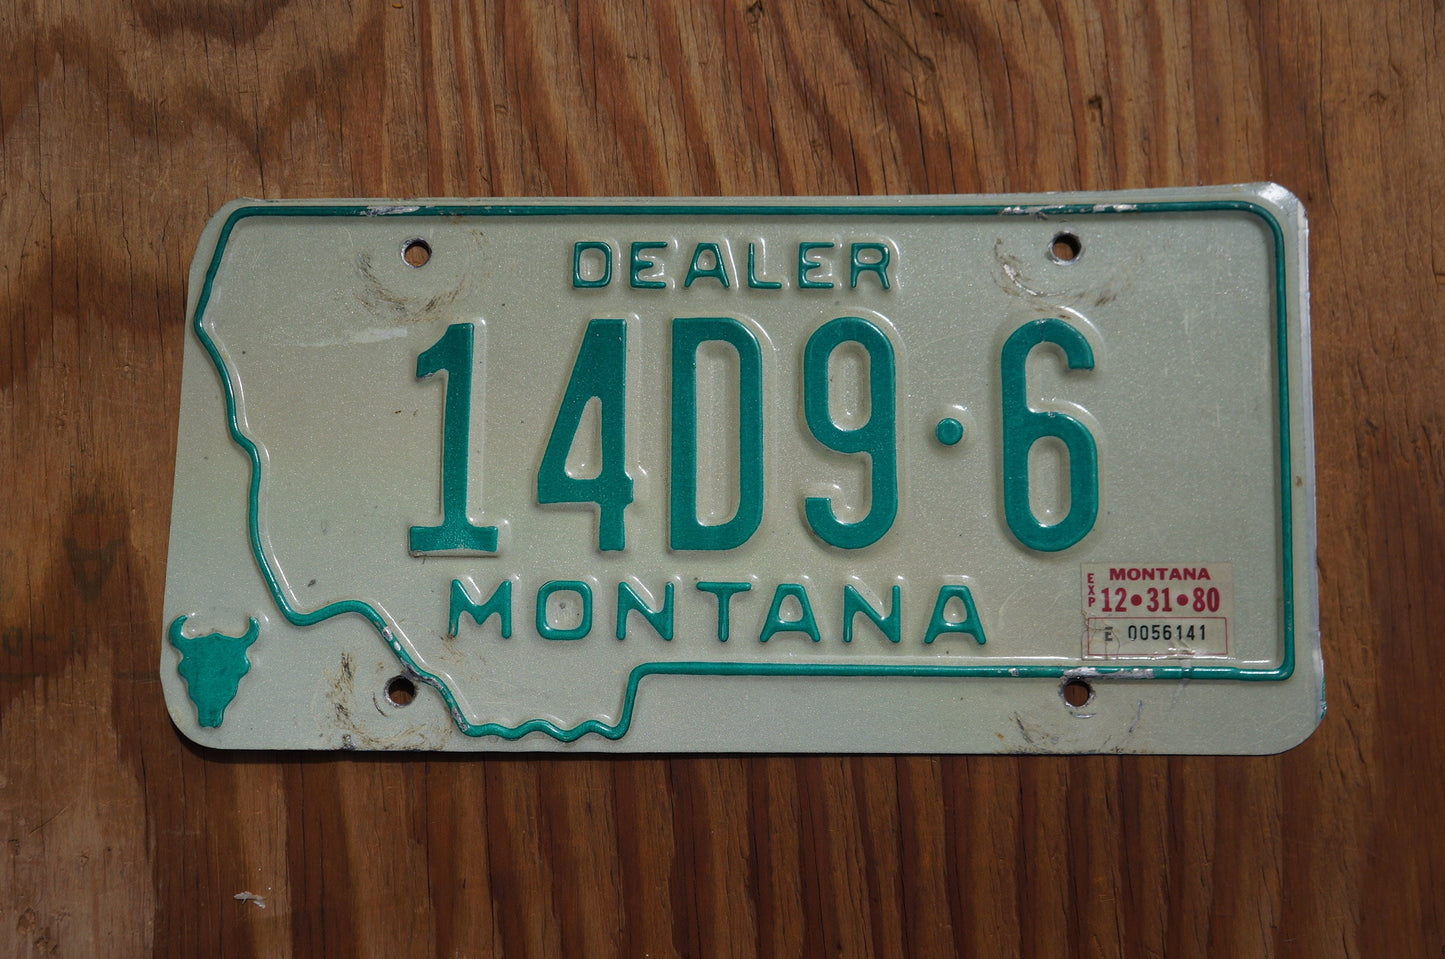 DEALER
14D9·6
MONTANA
EXP
MONTANA
12•31•80
E 0056141